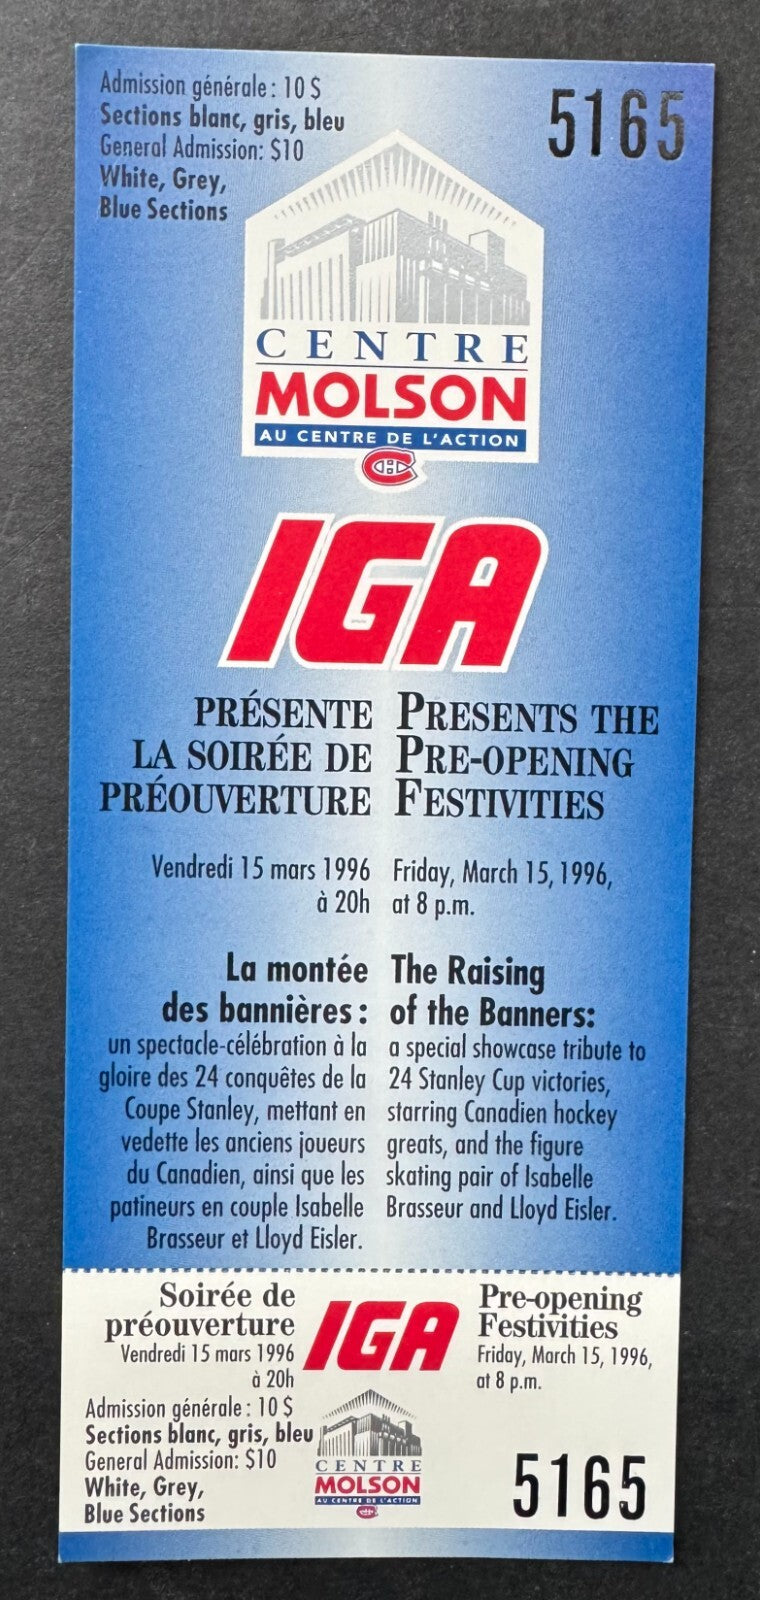 Admission générale : 10 $
Sections blanc, gris, bleu
General Admission: $10
White, Grey,
Blue Sections
5165
CENTRE
MOLSON
AU CENTRE DE L'ACTION
CH
IGA
PRÉSENTE
LA SOIRÉE DE
PRÉOUVERTURE
PRESENTS THE
PRE-OPENING
FESTIVITIES
Vendredi 15 mars 1996
à 20h
Friday, March 15, 1996,
at 8 p.m.
La montée
des bannières :
un spectacle-célébration à la
gloire des 24 conquêtes de la
Coupe Stanley, mettant en
vedette les anciens joueurs
du Canadien, ainsi que les
patineurs en couple Isabelle
Brasseur et Lloyd Eisler.
The Raising
of the Banners:
a special showcase tribute to
24 Stanley Cup victories,
starring Canadien hockey
greats, and the figure
skating pair of Isabelle
Brasseur and Lloyd Eisler.
Soirée de
préouverture
Vendredi 15 mars 1996
à 20h
IGA
Pre-opening
Festivities
Friday, March 15, 1996,
at 8 p.m.
Admission générale : 10 $
Sections blanc, gris, bleu
General Admission: $10
White, Grey,
Blue Sections
CENTRE
MOLSON
AU CENTRE DE L'ACTION
CH
5165